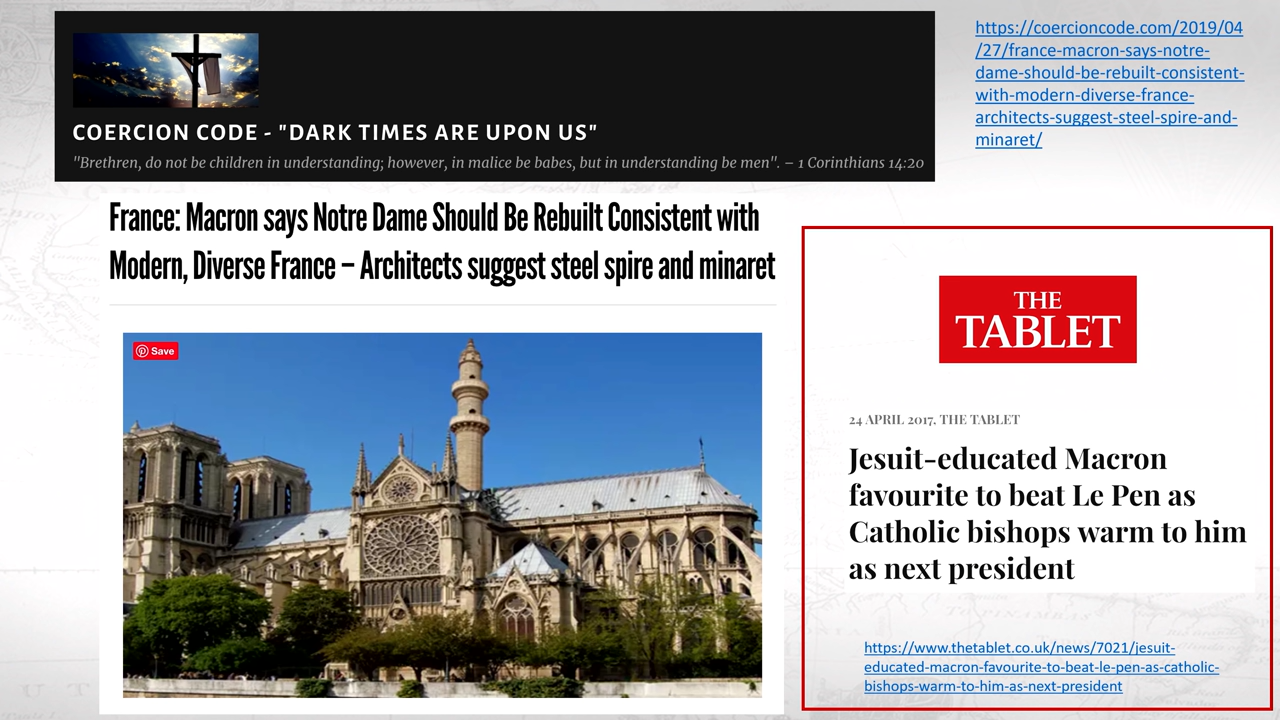 COERCION CODE - "DARK TIMES ARE UPON US"
"Brethren, do not be children in understanding; however, in malice be babes, but in understanding be men". – 1 Corinthians 14:20
https://coercioncode.com/2019/04
/27/france-macron-says-notre-
dame-should-be-rebuilt-consistent-
with-modern-diverse-france-
architects-suggest-steel-spire-and-
minaret/
France: Macron says Notre Dame Should Be Rebuilt Consistent with
Modern, Diverse France – Architects suggest steel spire and minaret
Save
THE
TABLET
24 APRIL 2017, THE TABLET
Jesuit-educated Macron
favourite to beat Le Pen as
Catholic bishops warm to him
as next president
https://www.thetablet.co.uk/news/7021/jesuit-
educated-macron-favourite-to-beat-le-pen-as-catholic-
bishops-warm-to-him-as-next-president